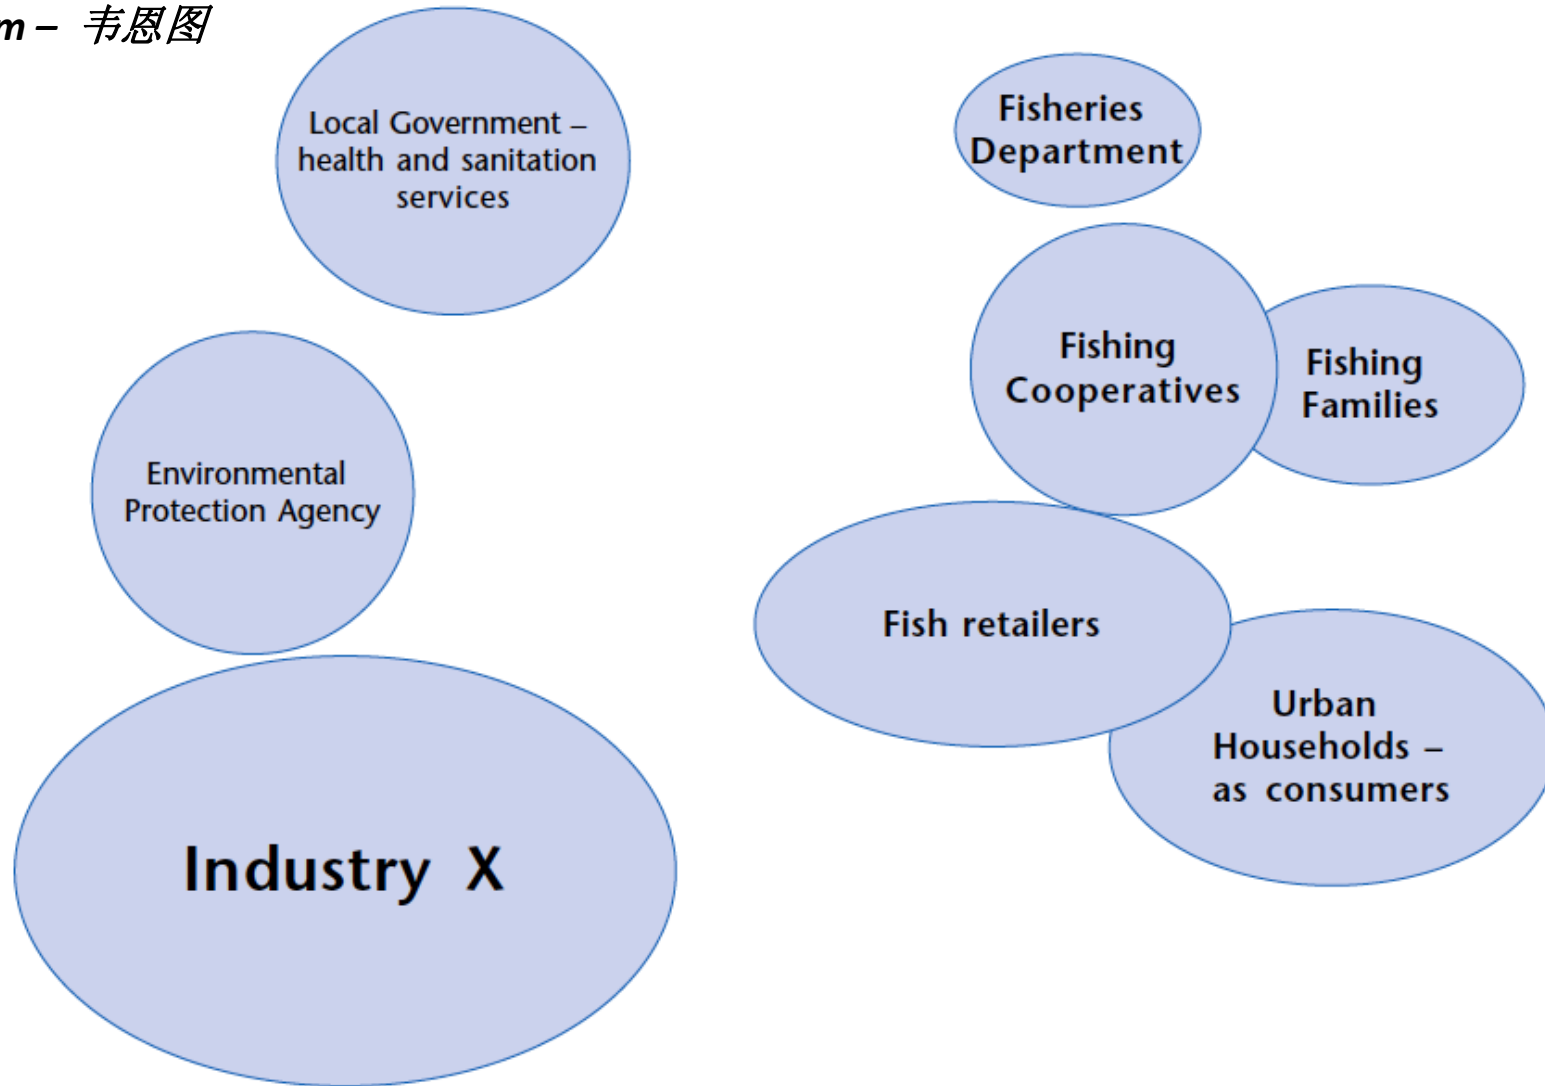 m – 韦恩图
Local Government –
health and sanitation
services
Fisheries
Department
Fishing
Cooperatives
Fishing
Families
Environmental
Protection Agency
Fish retailers
Urban
Households –
as consumers
Industry X